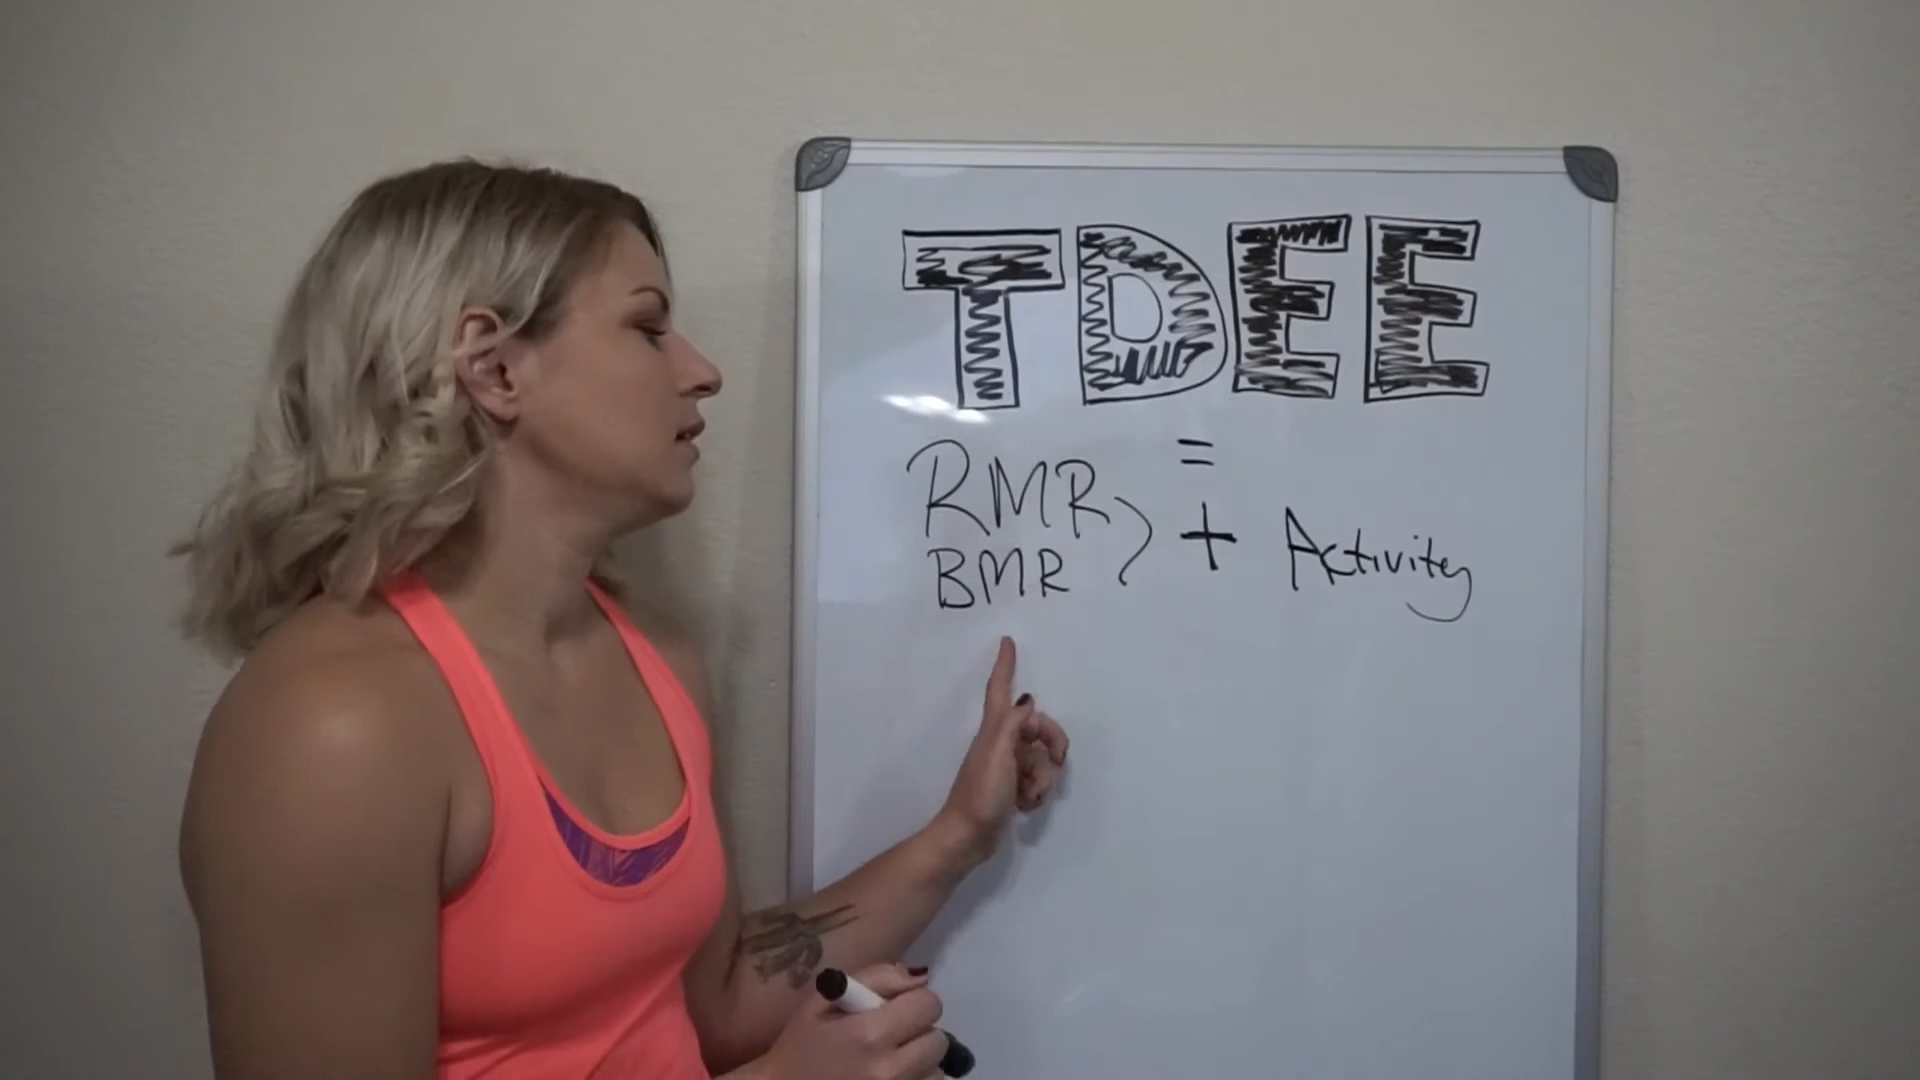 TDEE
=
RMR
BMR } + Activity